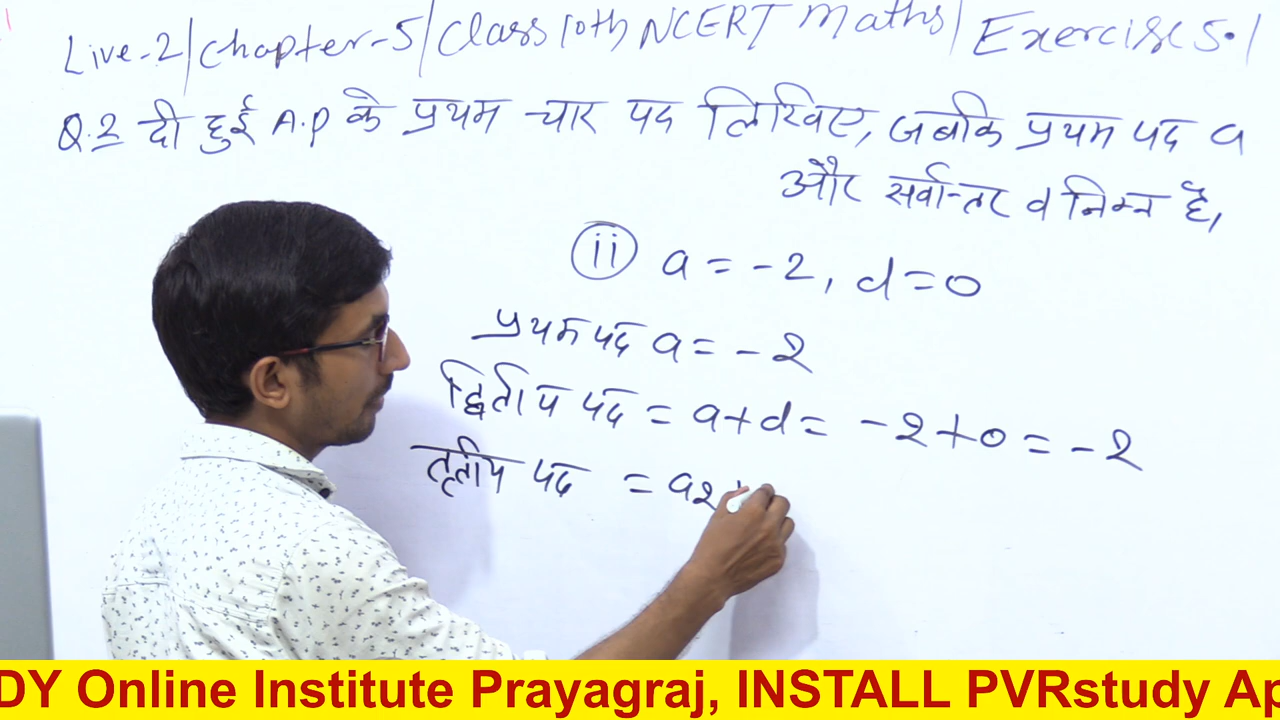 Live-2/Chapter-5/Class 10th NCERT Maths/Exercise 5.1
Q.2 दी हुई A.P के प्रथम चार पद लिखिए, जबकि प्रथम पद a
और सर्वान्तर d निम्न है,
ii a = -2, d = 0
प्रथम पद a = -2
द्वितीय पद = a+d = -2+0 = -2
तृतीय पद = a2+
DY Online Institute Prayagraj, INSTALL PVRstudy Ap